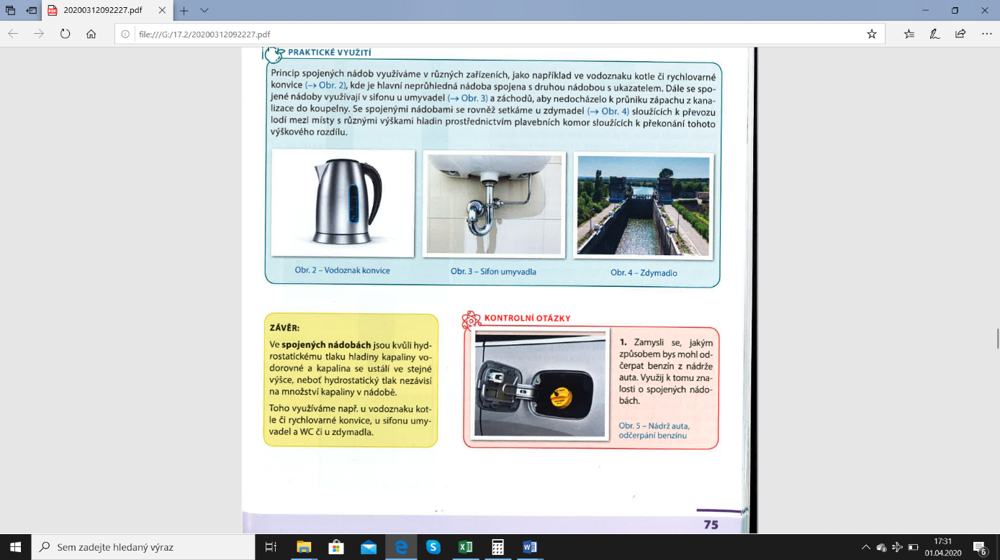 20200312092227.pdf
file:///G:/17.2/20200312092227.pdf
PRAKTICKÉ VYUŽITÍ
Princip spojených nádob využíváme v různých zařízeních, jako například ve vodoznaku kotle či rychlovarné
konvice (→ Obr. 2), kde je hlavní neprůhledná nádoba spojena s druhou nádobou s ukazatelem. Dále se spo-
jené nádoby využívají v sifonu u umyvadel (→ Obr. 3) a záchodů, aby nedocházelo k průniku zápachu z kana-
lizace do koupelny. Se spojenými nádobami se rovněž setkáme u zdymadel (→ Obr. 4) sloužících k převozu
lodí mezi místy s různými výškami hladin prostřednictvím plavebních komor sloužících k překonání tohoto
výškového rozdílu.
Obr. 2 – Vodoznak konvice
Obr. 3 – Sifon umyvadla
Obr. 4 – Zdymadlo
ZÁVĚR:
Ve spojených nádobách jsou kvůli hyd-
rostatickému tlaku hladiny kapaliny vo-
dorovné a kapalina se ustálí ve stejné
výšce, neboť hydrostatický tlak nezávisí
na množství kapaliny v nádobě.
Toho využíváme např. u vodoznaku kot-
le či rychlovarné konvice, u sifonu umy-
vadel a WC či u zdymadla.
KONTROLNÍ OTÁZKY
1. Zamysli se, jakým
způsobem bys mohl od-
čerpat benzín z nádrže
auta. Využij k tomu zna-
losti o spojených nádo-
bách.
Obr. 5 – Nádrž auta,
odčerpání benzínu
75
Sem zadejte hledaný výraz
17:31
01.04.2020
6